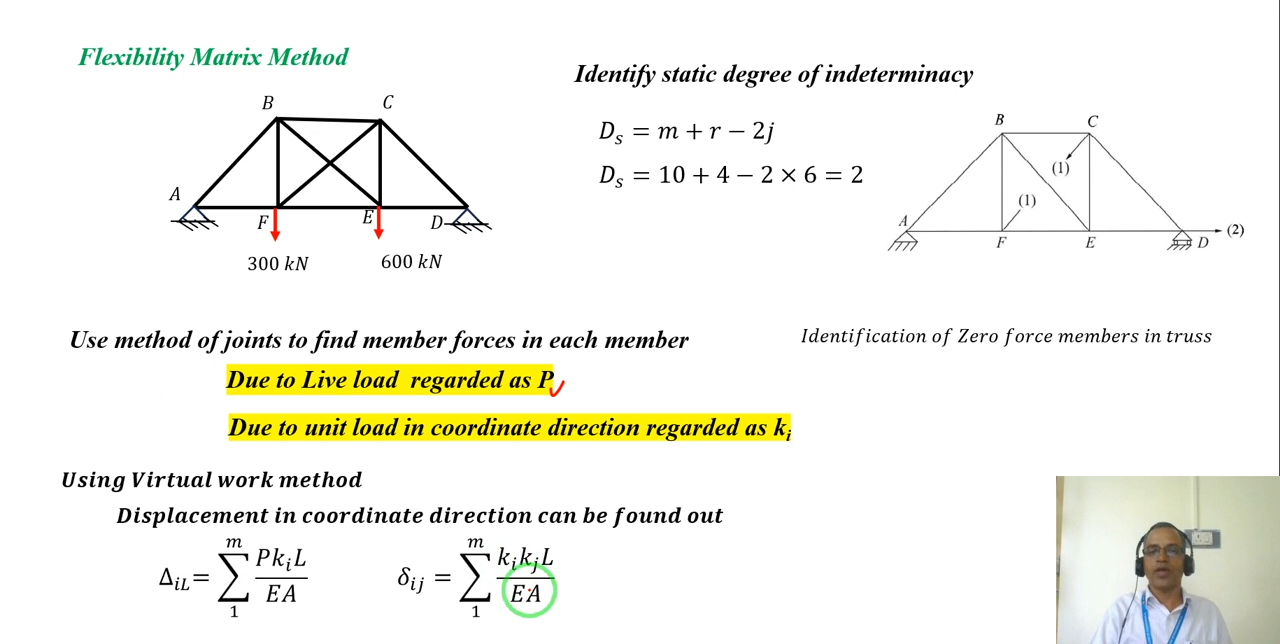 Flexibility Matrix Method
B C
A F E D
300 kN 600 kN
Identify static degree of indeterminacy
D_s = m + r − 2j
D_s = 10 + 4 − 2 × 6 = 2
B C
(1)
(1)
A F E D (2)
Use method of joints to find member forces in each member
Identification of Zero force members in truss
Due to Live load regarded as P
Due to unit load in coordinate direction regarded as k_i
Using Virtual work method
Displacement in coordinate direction can be found out
Δ_iL = ∑_1^m Pk_iL / EA δ_ij = ∑_1^m k_ik_jL / EA